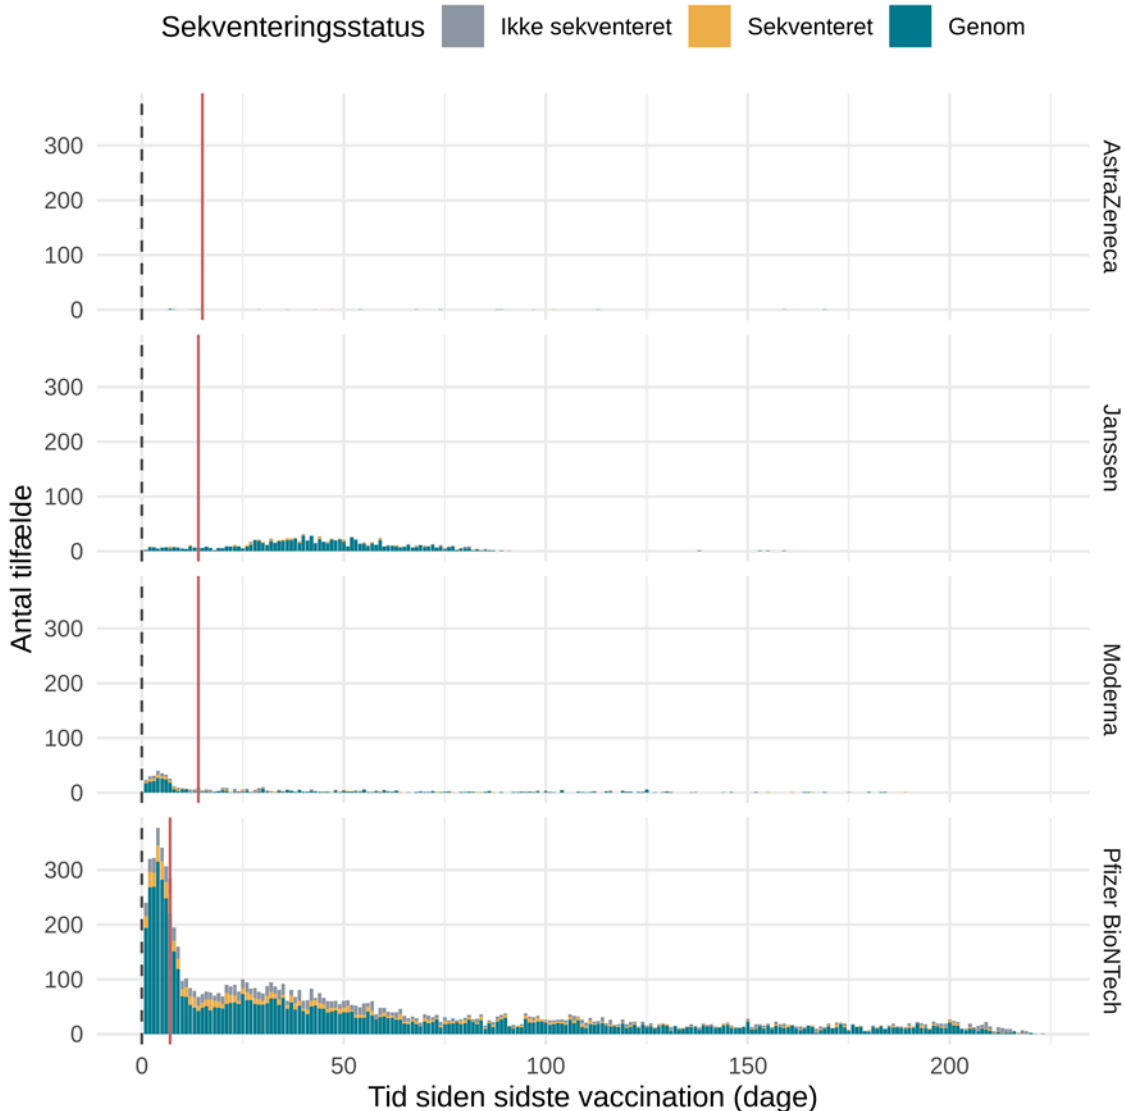 Sekventeringsstatus Ikke sekventeret Sekventeret Genom
300
200
100
0
AstraZeneca
300
200
100
0
Janssen
300
200
100
0
Moderna
300
200
100
0
Pfizer BioNTech
Antal tilfælde
0 50 100 150 200
Tid siden sidste vaccination (dage)